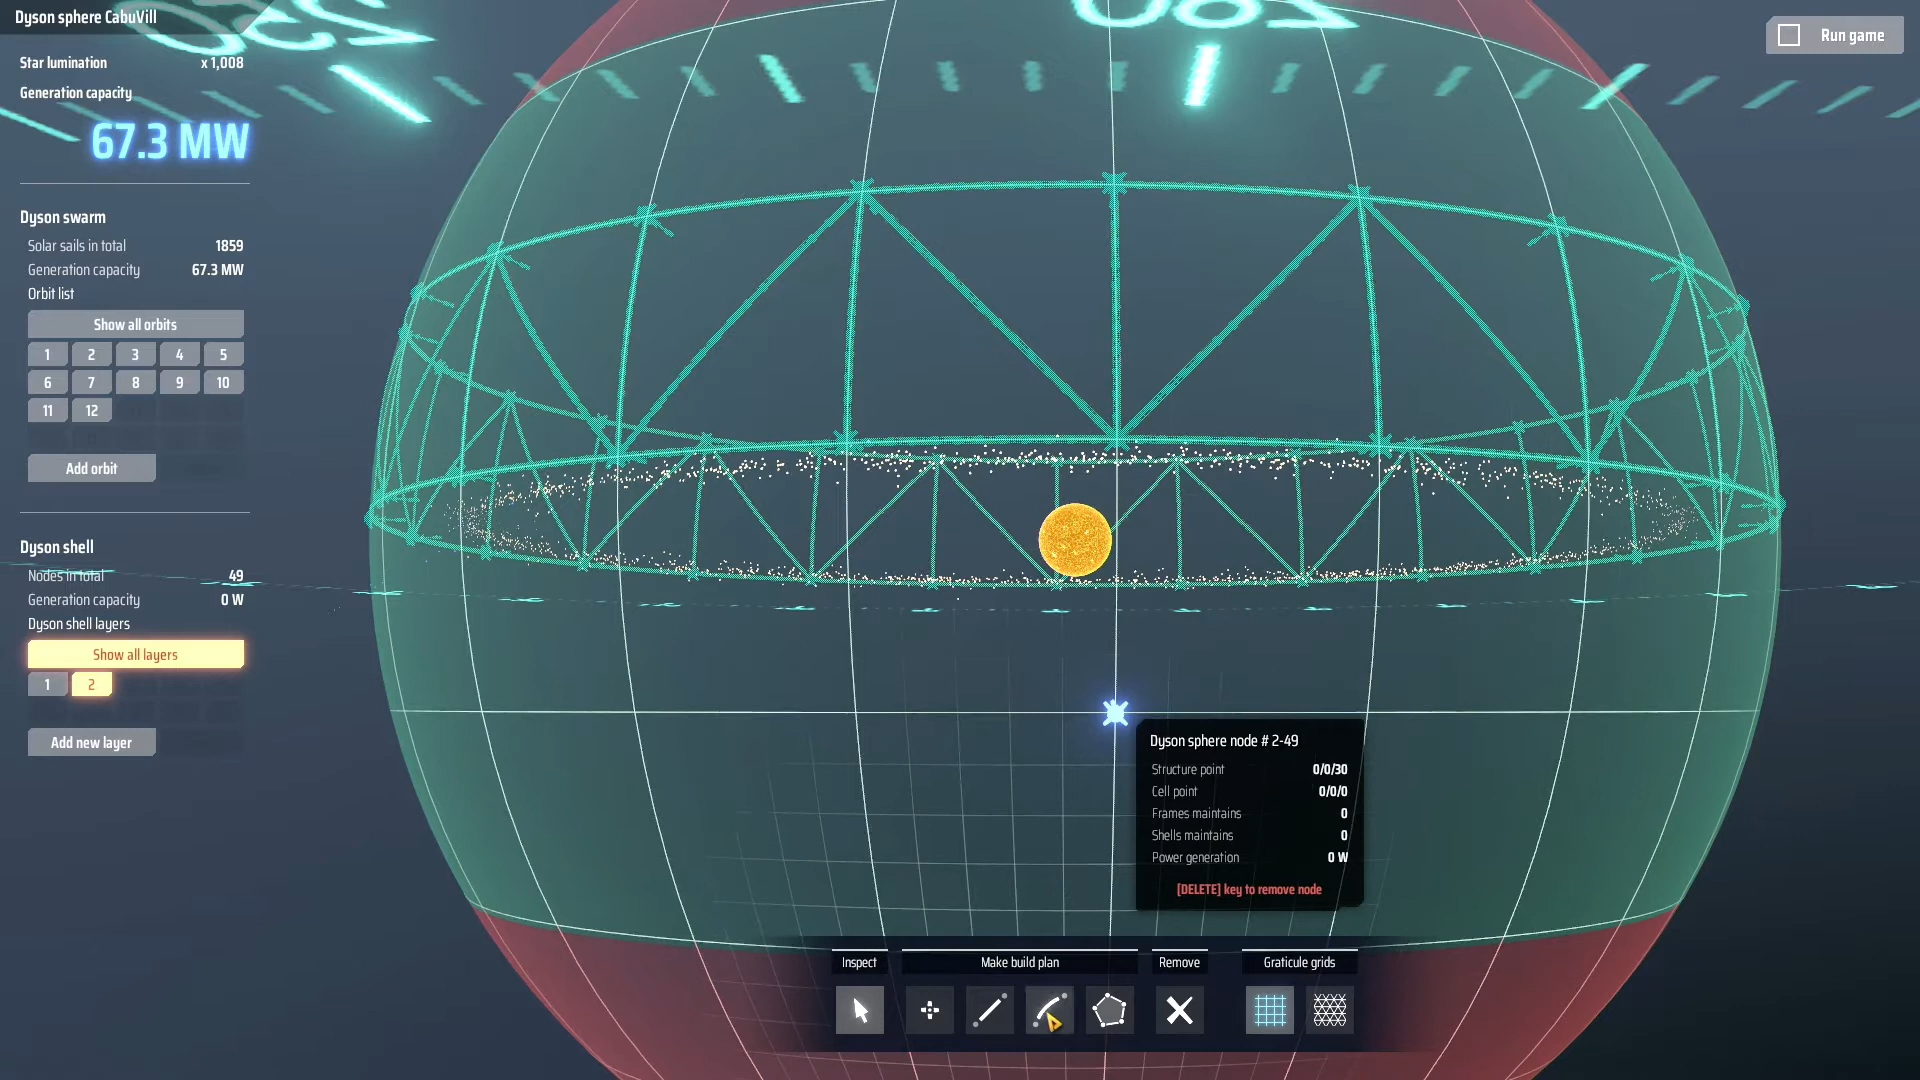 Dyson sphere CabuVill
Run game
Star lumination x 1,008
Generation capacity
67.3 MW
Dyson swarm
Solar sails in total 1859
Generation capacity 67.3 MW
Orbit list
Show all orbits
1 2 3 4 5
6 7 8 9 10
11 12
Add orbit
Dyson shell
Nodes in total 49
Generation capacity 0 W
Dyson shell layers
Show all layers
1 2
Add new layer
Dyson sphere node # 2-49
Structure point 0/0/30
Cell point 0/0/0
Frames maintains 0
Shells maintains 0
Power generation 0 W
[DELETE] key to remove node
Inspect Make build plan Remove Graticule grids